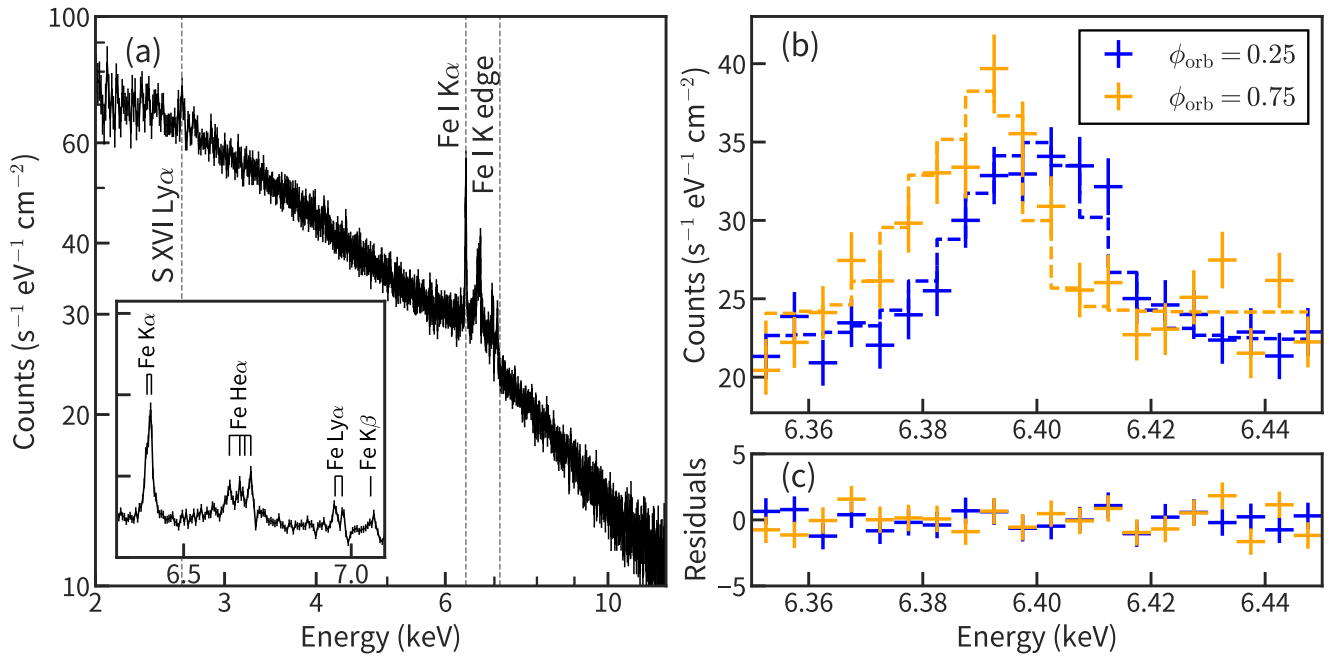 (a)
100
60
40
30
20
10
Counts (s⁻¹ eV⁻¹ cm⁻²)
S XVI Lyα
Fe I Kα
Fe I K edge
Fe Kα
Fe Heα
Fe Lyα
Fe Kβ
6.5 7.0
2 3 4 6 10
Energy (keV)
(b)
ϕorb = 0.25
ϕorb = 0.75
40
35
30
25
20
Counts (s⁻¹ eV⁻¹ cm⁻²)
6.36 6.38 6.40 6.42 6.44
(c)
5
0
−5
Residuals
6.36 6.38 6.40 6.42 6.44
Energy (keV)